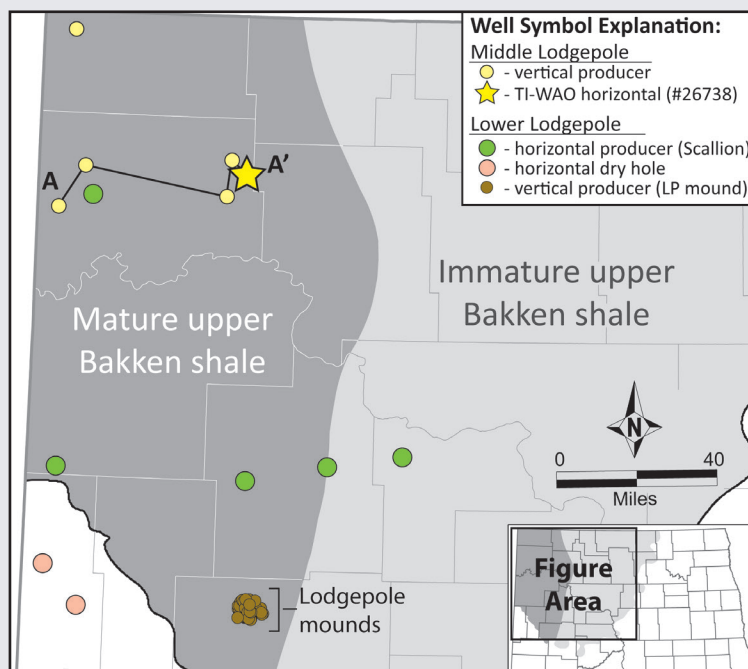 Well Symbol Explanation:
Middle Lodgepole
- vertical producer
- TI-WAO horizontal (#26738)
Lower Lodgepole
- horizontal producer (Scallion)
- horizontal dry hole
- vertical producer (LP mound)
A
A’
Mature upper
Bakken shale
Immature upper
Bakken shale
N
0 40
Miles
Lodgepole
mounds
Figure
Area